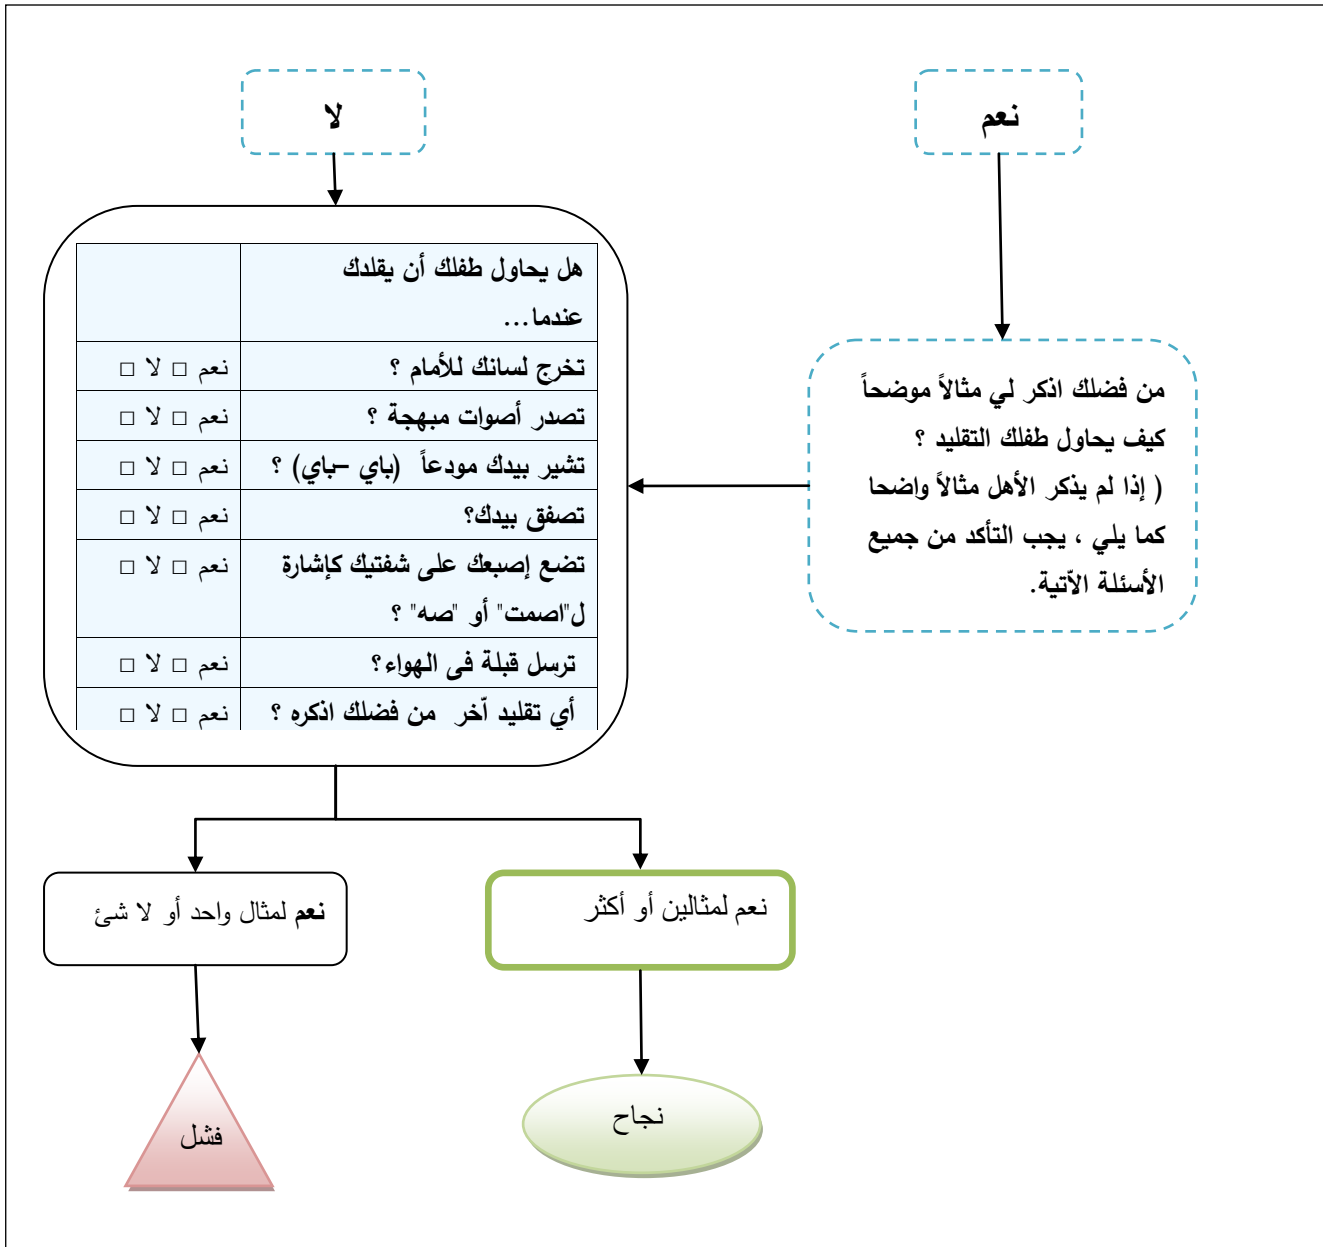 نعم
لا
من فضلك اذكر لي مثالاً موضحاً
كيف يحاول طفلك التقليد ؟
( إذا لم يذكر الأهل مثالاً واضحا
كما يلي ، يجب التأكد من جميع
الأسئلة الآتية.
هل يحاول طفلك أن يقلدك
عندما...
تخرج لسانك للأمام ؟ نعم □ لا □
تصدر أصوات مبهجة ؟ نعم □ لا □
تشير بيدك مودعاً (باي –باي) ؟ نعم □ لا □
تصفق بيدك؟ نعم □ لا □
تضع إصبعك على شفتيك كإشارة نعم □ لا □
ل"اصمت" أو "صه" ؟
ترسل قبلة فى الهواء؟ نعم □ لا □
أي تقليد آخر من فضلك اذكره ؟ نعم □ لا □
نعم لمثالين أو أكثر
نعم لمثال واحد أو لا شئ
نجاح
فشل